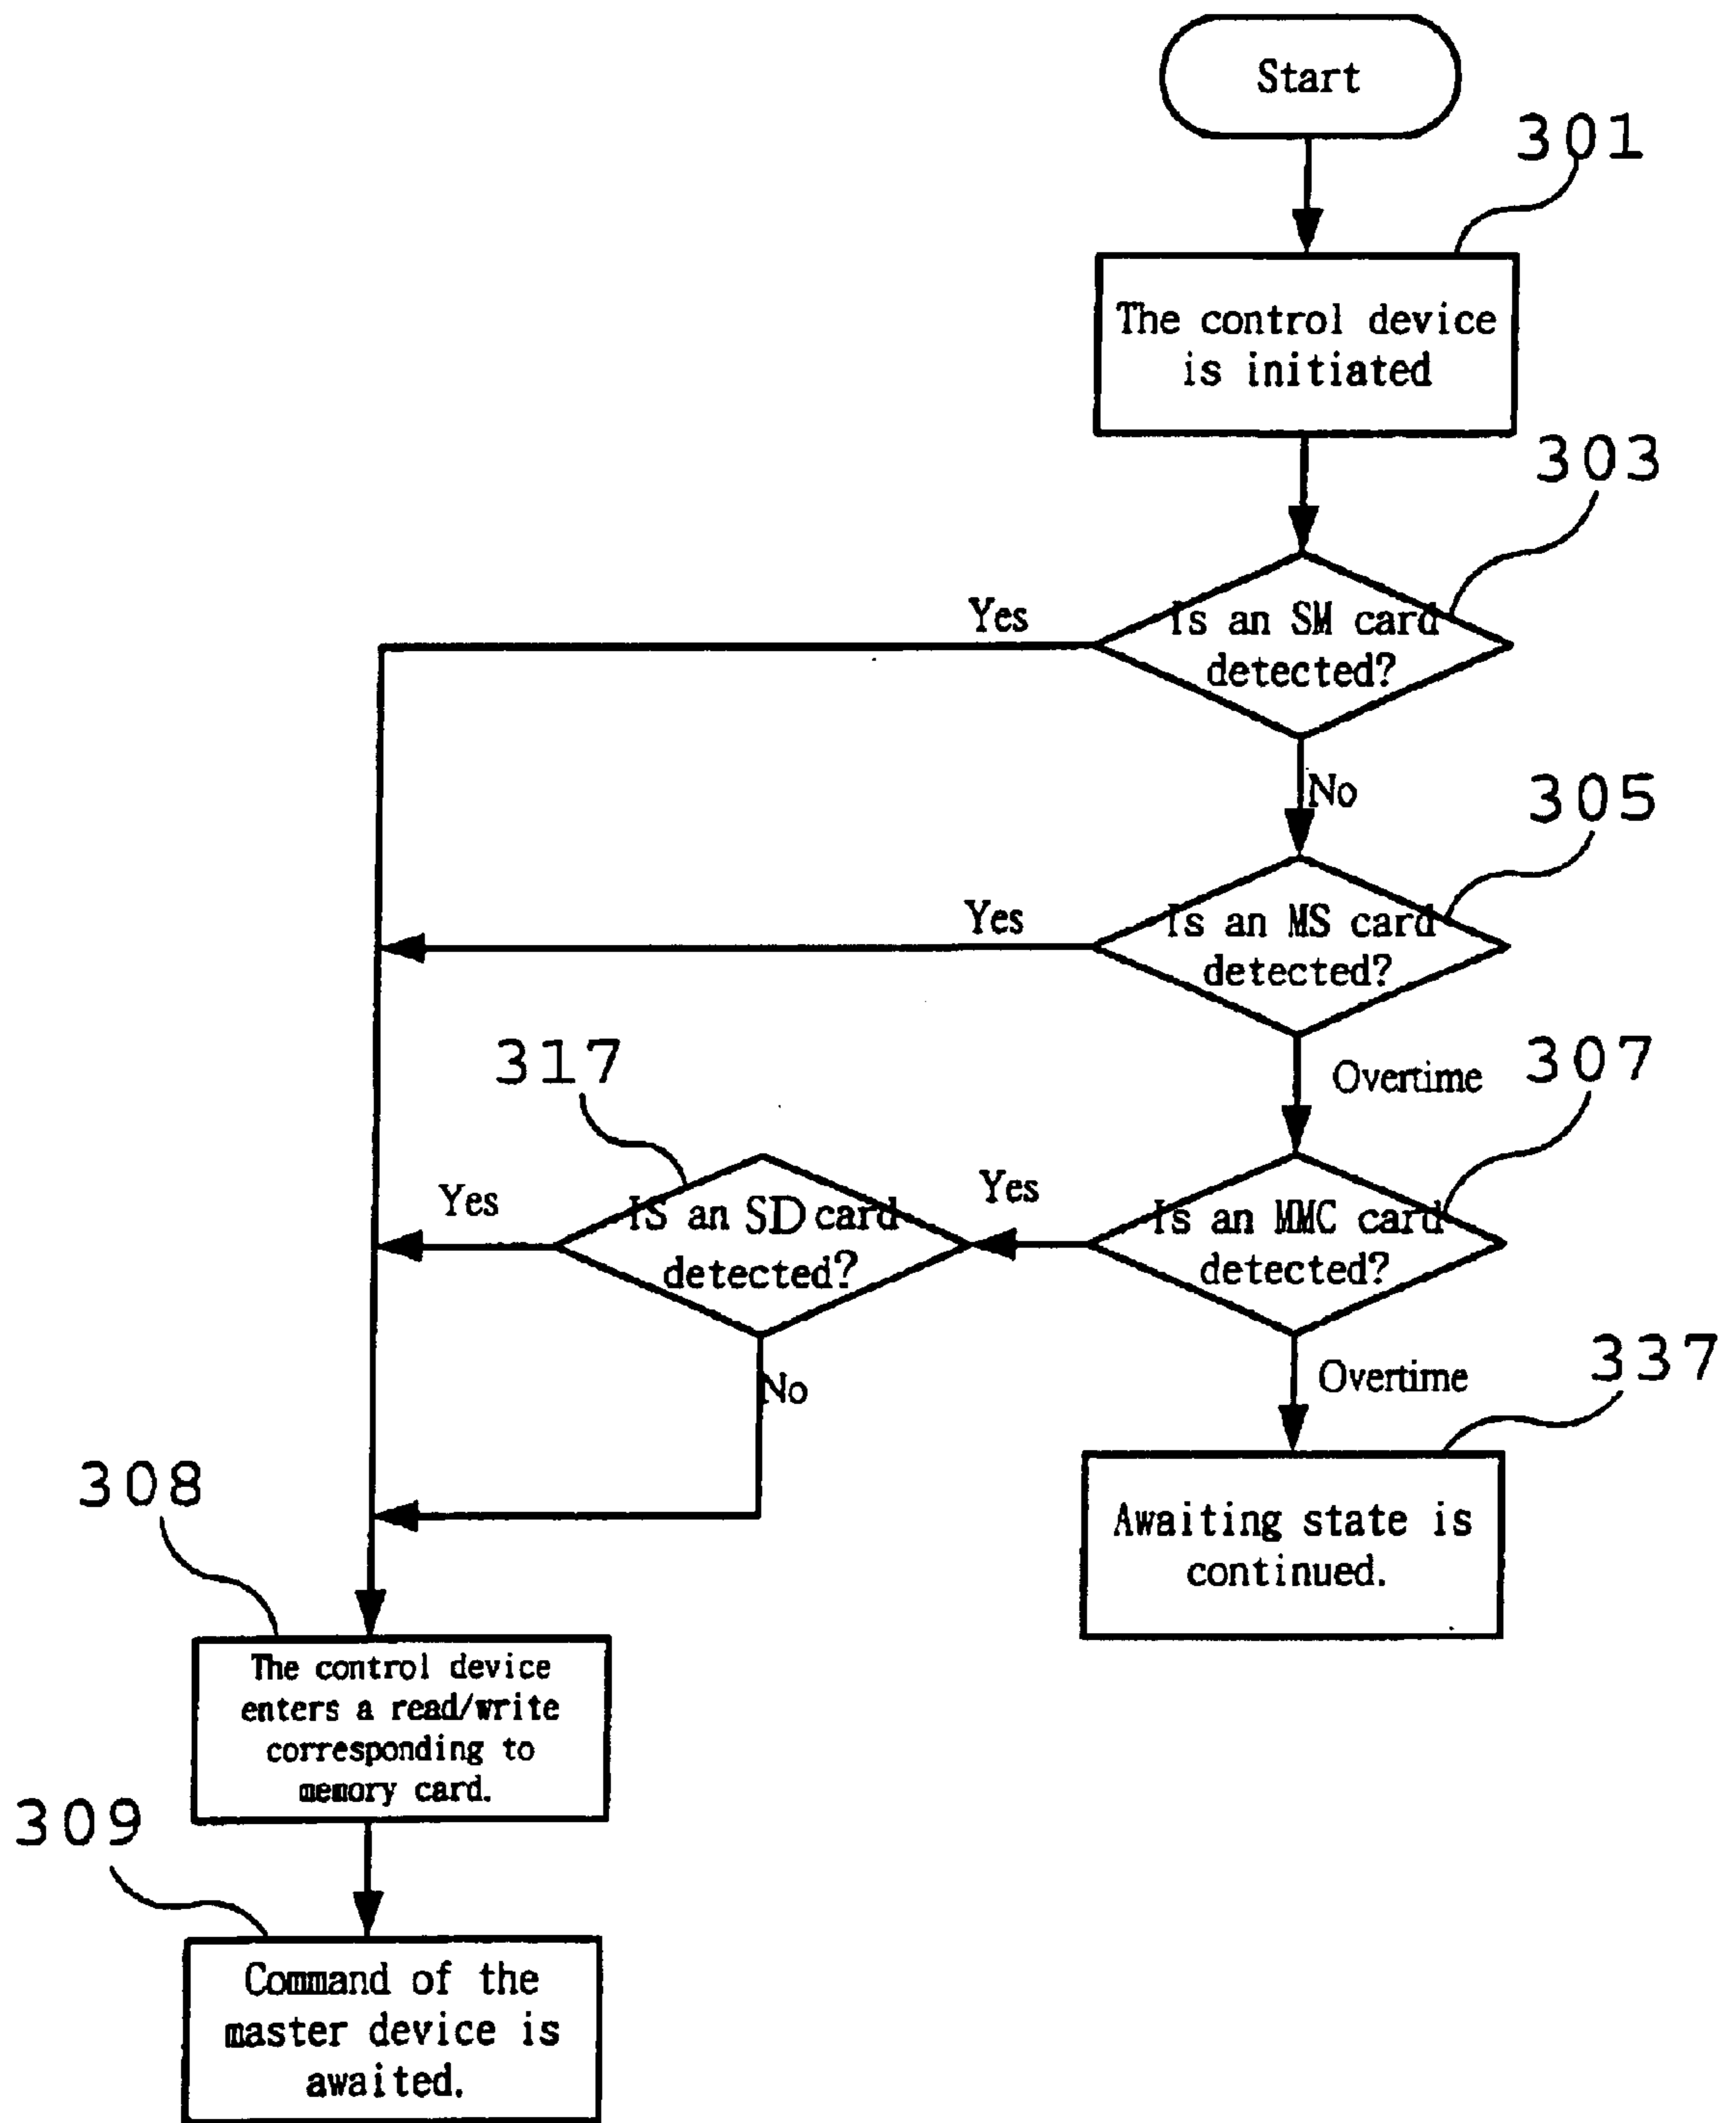 Start
301
The control device
is initiated
303
Yes
Is an SM card
detected?
No
305
Yes
Is an MS card
detected?
317
Overtime
307
Yes
IS an SD card
detected?
Yes
Is an MMC card
detected?
No
Overtime
337
308
Awaiting state is
continued.
The control device
enters a read/write
corresponding to
memory card.
309
Command of the
master device is
awaited.